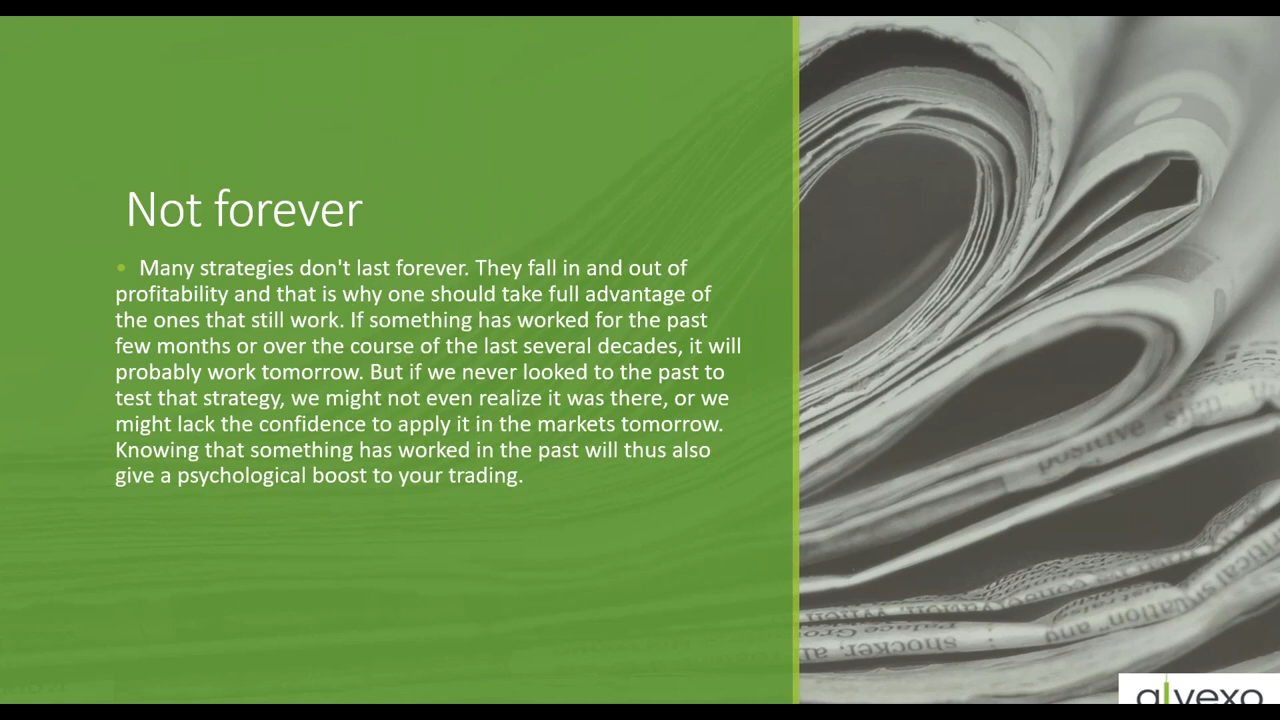 Not forever
• Many strategies don't last forever. They fall in and out of
profitability and that is why one should take full advantage of
the ones that still work. If something has worked for the past
few months or over the course of the last several decades, it will
probably work tomorrow. But if we never looked to the past to
test that strategy, we might not even realize it was there, or we
might lack the confidence to apply it in the markets tomorrow.
Knowing that something has worked in the past will thus also
give a psychological boost to your trading.
positive sign
shocker,
and
alvexo